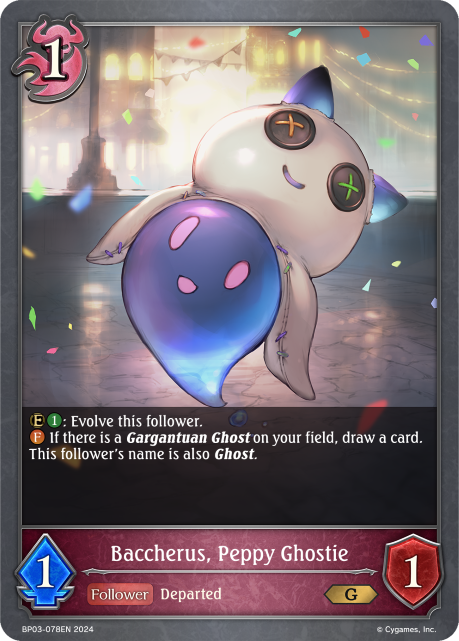 1
E 1: Evolve this follower.
F If there is a Gargantuan Ghost on your field, draw a card.
This follower's name is also Ghost.
Baccherus, Peppy Ghostie
1
Follower Departed
G
1
BP03-078EN 2024
© Cygames, Inc.